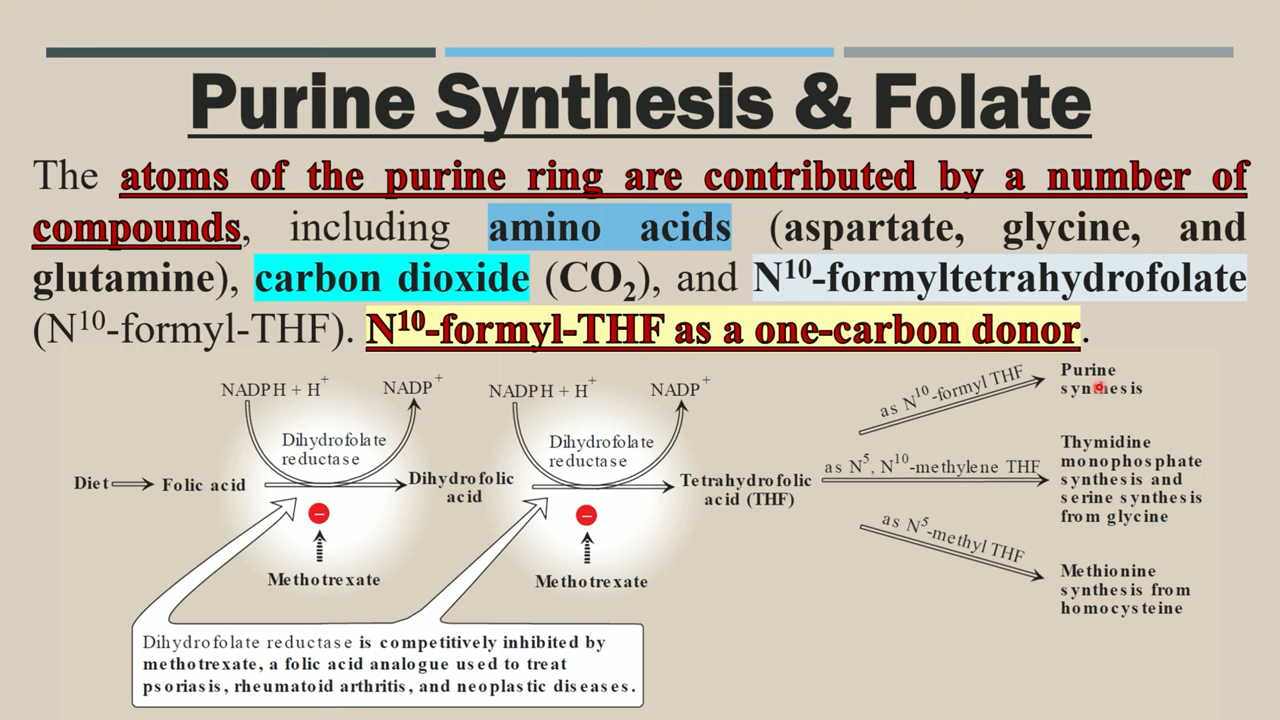 Purine Synthesis & Folate
The atoms of the purine ring are contributed by a number of
compounds, including amino acids (aspartate, glycine, and
glutamine), carbon dioxide (CO₂), and N¹⁰-formyltetrahydrofolate
(N¹⁰-formyl-THF). N¹⁰-formyl-THF as a one-carbon donor.
NADPH + H⁺
NADP⁺
NADPH + H⁺
NADP⁺
Dihydrofolate
reductase
Dihydrofolate
reductase
Diet
Folic acid
Dihydrofolic
acid
Tetrahydrofolic
acid (THF)
Methotrexate
Methotrexate
as N¹⁰-formyl THF
Purine
synthesis
as N⁵, N¹⁰-methylene THF
Thymidine
monophosphate
synthesis and
serine synthesis
from glycine
as N⁵-methyl THF
Methionine
synthesis from
homocysteine
Dihydrofolate reductase is competitively inhibited by
methotrexate, a folic acid analogue used to treat
psoriasis, rheumatoid arthritis, and neoplastic diseases.